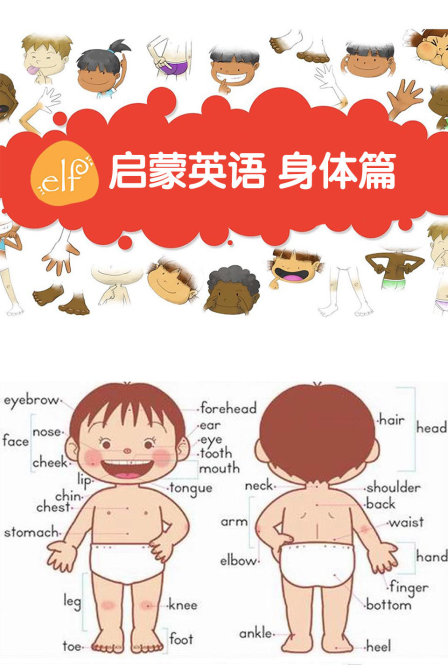 elf
启蒙英语 身体篇
eyebrow
forehead
ear
nose
eye
face
tooth
cheek
mouth
lip
tongue
chin
chest
stomach
leg
knee
foot
toe
hair
head
neck
shoulder
back
arm
waist
elbow
hand
finger
bottom
ankle
heel